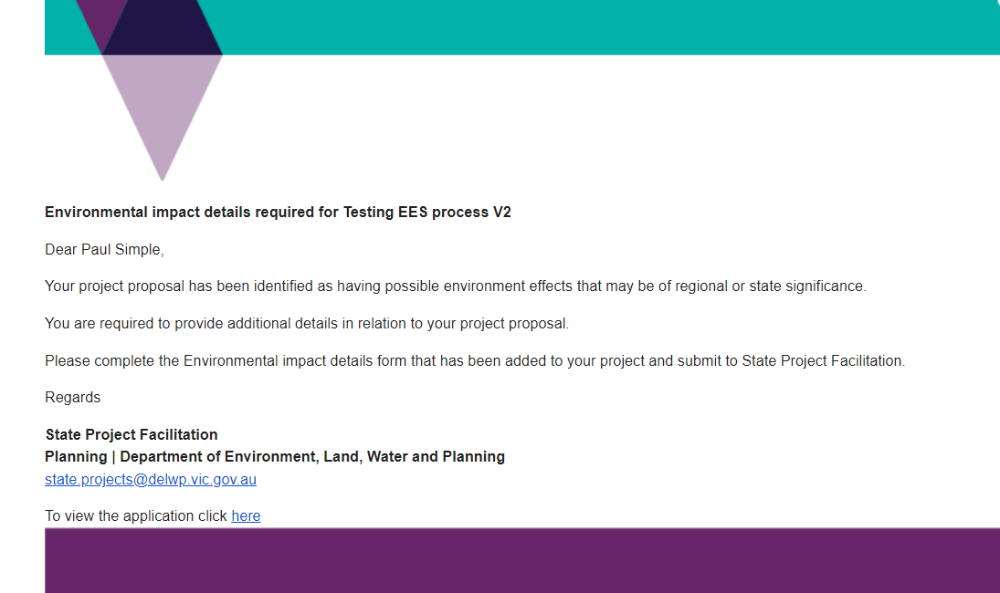 Environmental impact details required for Testing EES process V2
Dear Paul Simple,
Your project proposal has been identified as having possible environment effects that may be of regional or state significance.
You are required to provide additional details in relation to your project proposal.
Please complete the Environmental impact details form that has been added to your project and submit to State Project Facilitation.
Regards
State Project Facilitation
Planning | Department of Environment, Land, Water and Planning
state.projects@delwp.vic.gov.au
To view the application click here